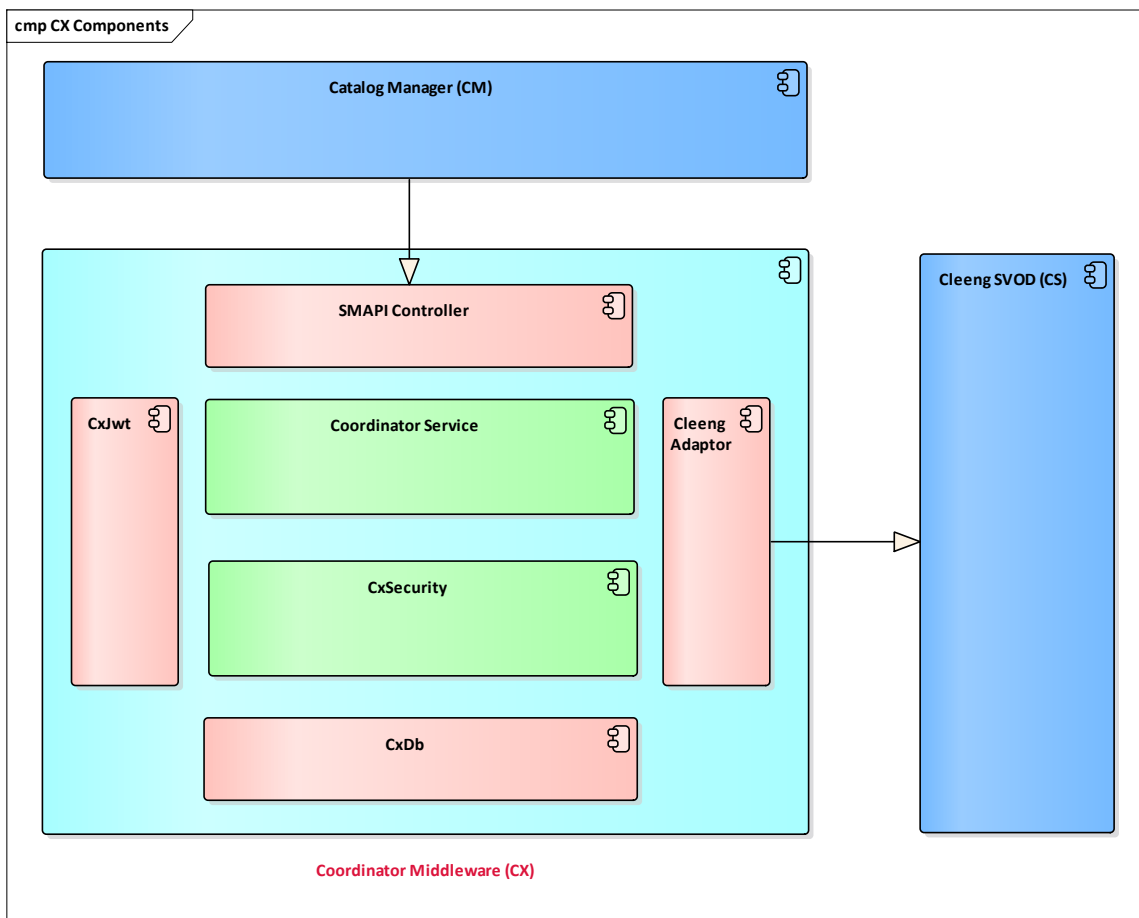 cmp CX Components
Catalog Manager (CM)
SMAPI Controller
Cleeng SVOD (CS)
CxJwt
Coordinator Service
Cleeng
Adaptor
CxSecurity
CxDb
Coordinator Middleware (CX)